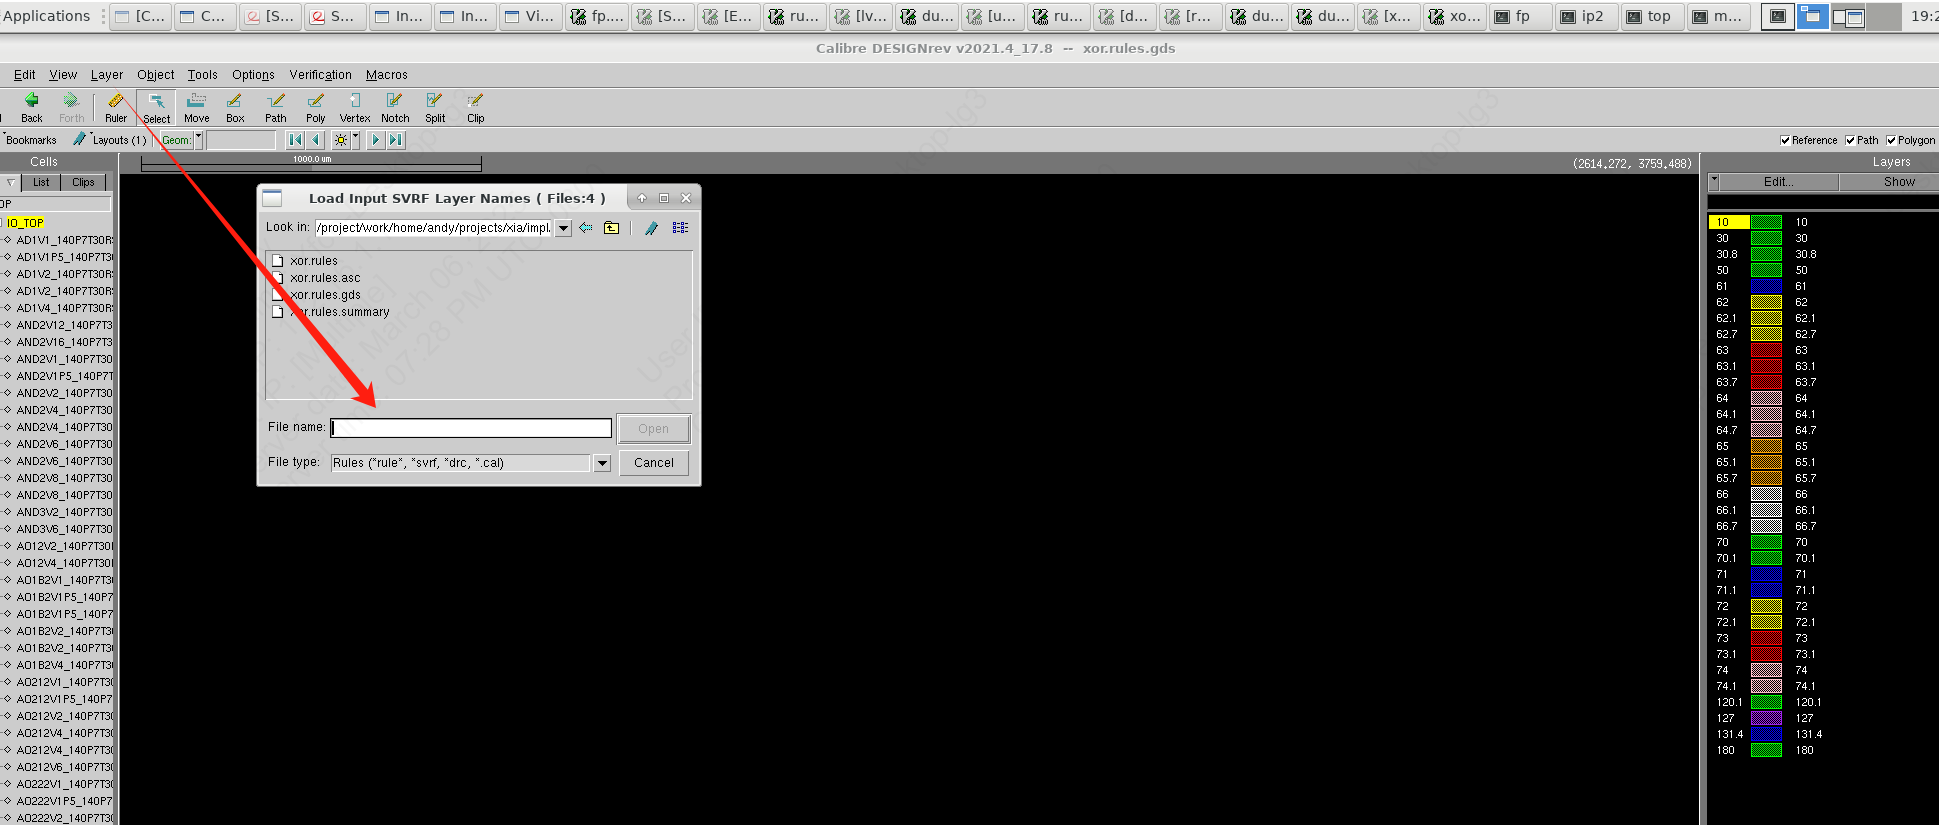 Applications [C... C... [S... S... In... In... Vi... fp.... [S... [E... ru... [lv... du... [u... ru... [d... [r... du... du... [x... xo... fp ip2 top m... 19:2
Calibre DESIGNrev v2021.4_17.8 -- xor.rules.gds
Edit View Layer Object Tools Options Verification Macros
Back Forth Ruler Select Move Box Path Poly Vertex Notch Split Clip
Bookmarks Layouts (1) Geom: Reference Path Polygon
Cells 1000.0 um (2614.272, 3759.488) Layers
List Clips Edit... Show
OP
IO_TOP
AD1V1_140P7T30R
AD1V1P5_140P7T
AD1V2_140P7T30R
AD1V2_140P7T30R
AD1V4_140P7T30R
AND2V12_140P7T3
AND2V16_140P7T3
AND2V1_140P7T30
AND2V1P5_140P7T
AND2V2_140P7T30
AND2V4_140P7T30
AND2V4_140P7T30
AND2V6_140P7T30
AND2V6_140P7T30
AND2V8_140P7T30
AND2V8_140P7T30
AND3V2_140P7T30
AND3V6_140P7T30
AO12V2_140P7T30
AO12V4_140P7T30
AO1B2V1_140P7T3
AO1B2V1P5_140P7
AO1B2V1P5_140P7
AO1B2V2_140P7T3
AO1B2V2_140P7T3
AO1B2V4_140P7T3
AO212V1_140P7T3
AO212V1P5_140P7
AO212V2_140P7T3
AO212V4_140P7T3
AO212V4_140P7T3
AO212V6_140P7T3
AO222V1_140P7T3
AO222V1P5_140P7
AO222V2_140P7T3
Load Input SVRF Layer Names ( Files:4 )
Look in: /project/work/home/andy/projects/xia/impl.
xor.rules
xor.rules.asc
xor.rules.gds
xor.rules.summary
File name: Open
File type: Rules (*rule*, *svrf, *drc, *.cal) Cancel
10 10
30 30
30.8 30.8
50 50
61 61
62 62
62.1 62.1
62.7 62.7
63 63
63.1 63.1
63.7 63.7
64 64
64.1 64.1
64.7 64.7
65 65
65.1 65.1
65.7 65.7
66 66
66.1 66.1
66.7 66.7
70 70
70.1 70.1
71 71
71.1 71.1
72 72
72.1 72.1
73 73
73.1 73.1
74 74
74.1 74.1
120.1 120.1
127 127
131.4 131.4
180 180